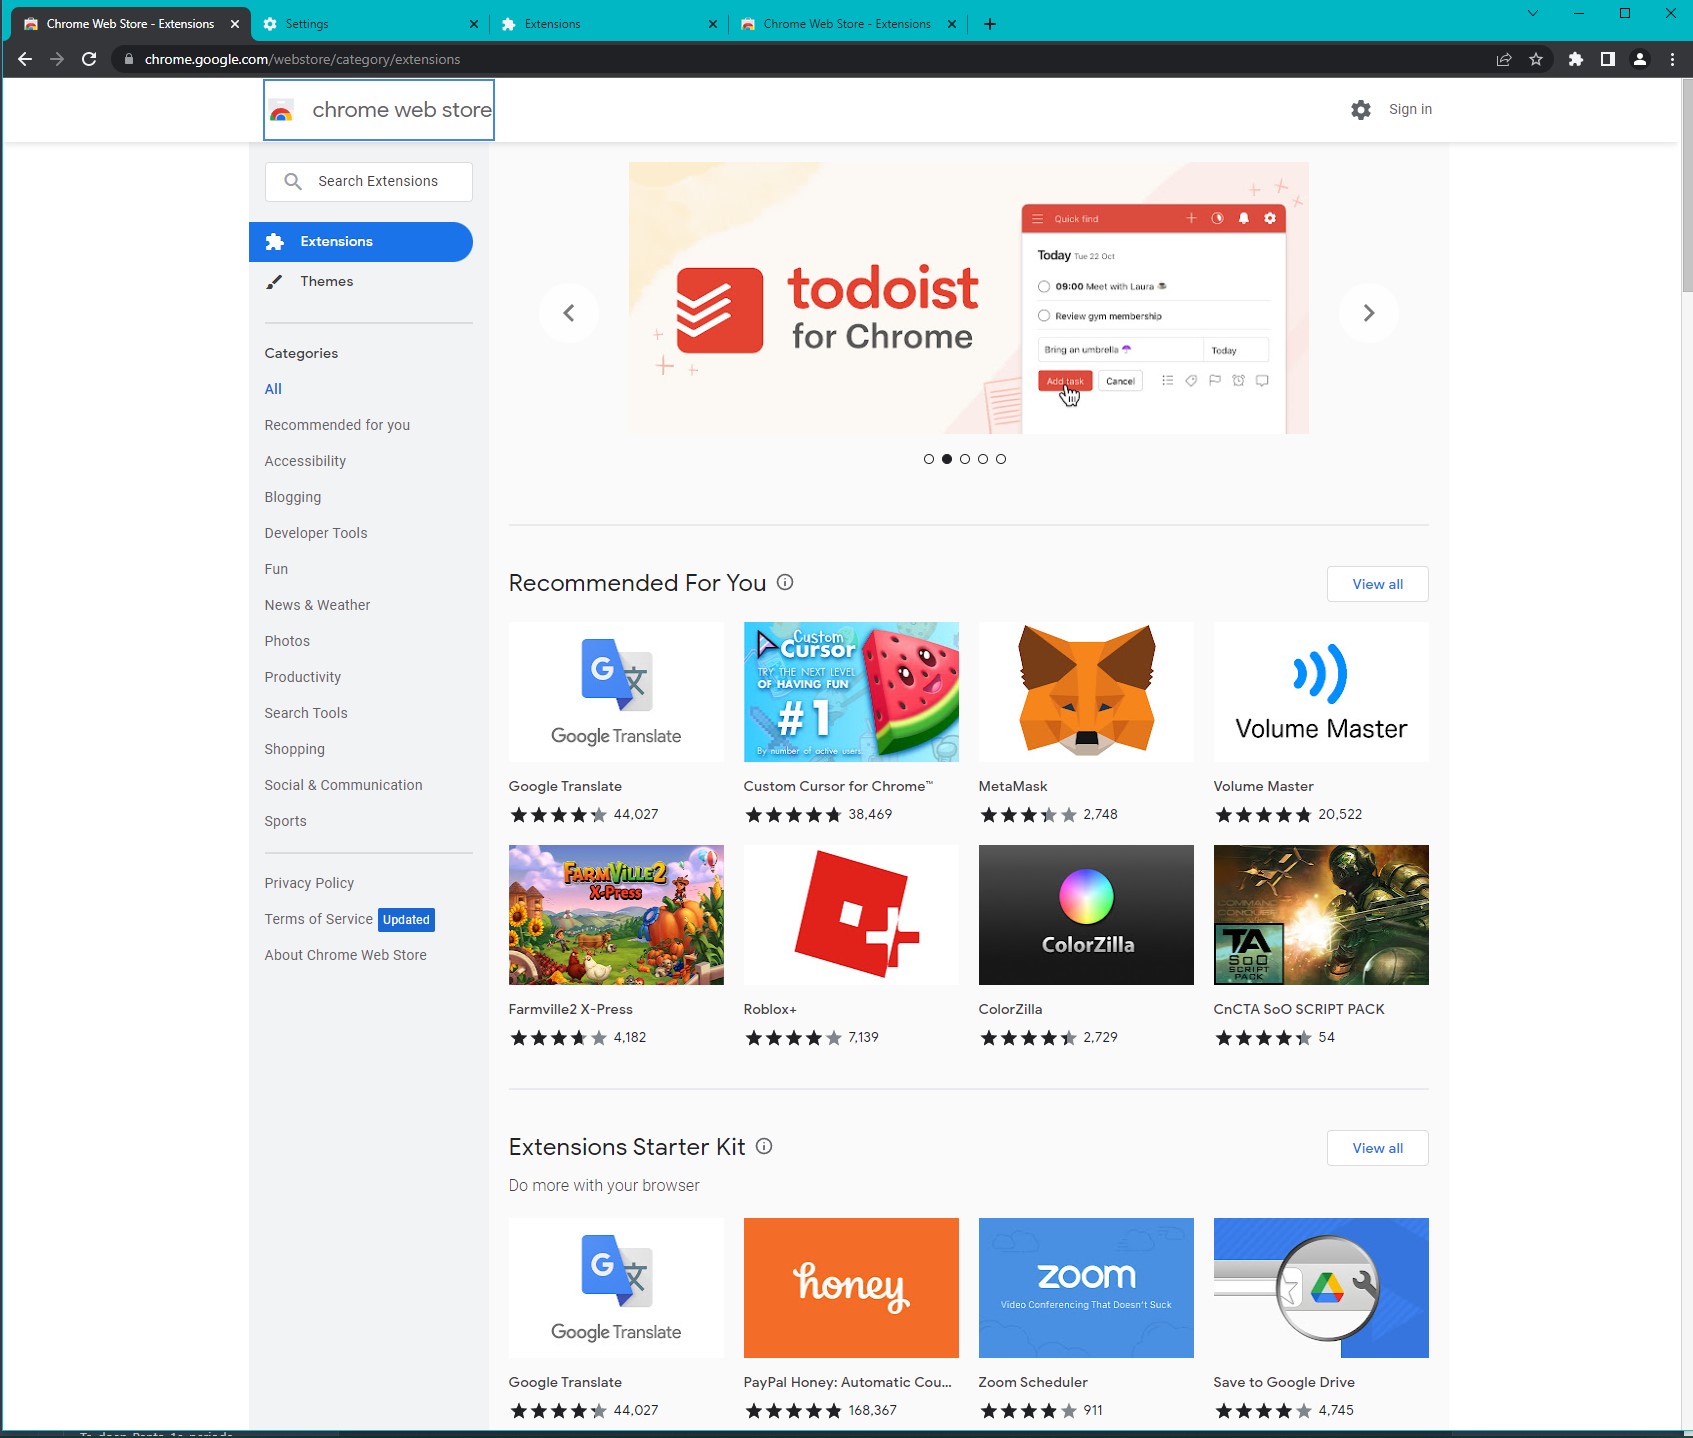 Chrome Web Store - Extensions
Settings
Extensions
Chrome Web Store - Extensions
chrome.google.com/webstore/category/extensions
chrome web store
Sign in
Search Extensions
Extensions
Themes
Categories
All
Recommended for you
Accessibility
Blogging
Developer Tools
Fun
News & Weather
Photos
Productivity
Search Tools
Shopping
Social & Communication
Sports
Privacy Policy
Terms of Service Updated
About Chrome Web Store
todoist
for Chrome
Quick find
Today Tue 22 Oct
09:00 Meet with Laura
Review gym membership
Bring an umbrella Today
Add task Cancel
Recommended For You
View all
Google Translate
Custom
Cursor
TRY THE NEXT LEVEL
OF HAVING FUN
#1
By number of active users
Volume Master
Google Translate
44,027
Custom Cursor for Chrome™
38,469
MetaMask
2,748
Volume Master
20,522
FARMVILLE2
X-Press
ColorZilla
COMMAND
CONQUER
TA
SOO
SCRIPT
PACK
Farmville2 X-Press
4,182
Roblox+
7,139
ColorZilla
2,729
CnCTA SoO SCRIPT PACK
54
Extensions Starter Kit
View all
Do more with your browser
Google Translate
honey
zoom
Video Conferencing That Doesn't Suck
Google Translate
44,027
PayPal Honey: Automatic Cou...
168,367
Zoom Scheduler
911
Save to Google Drive
4,745